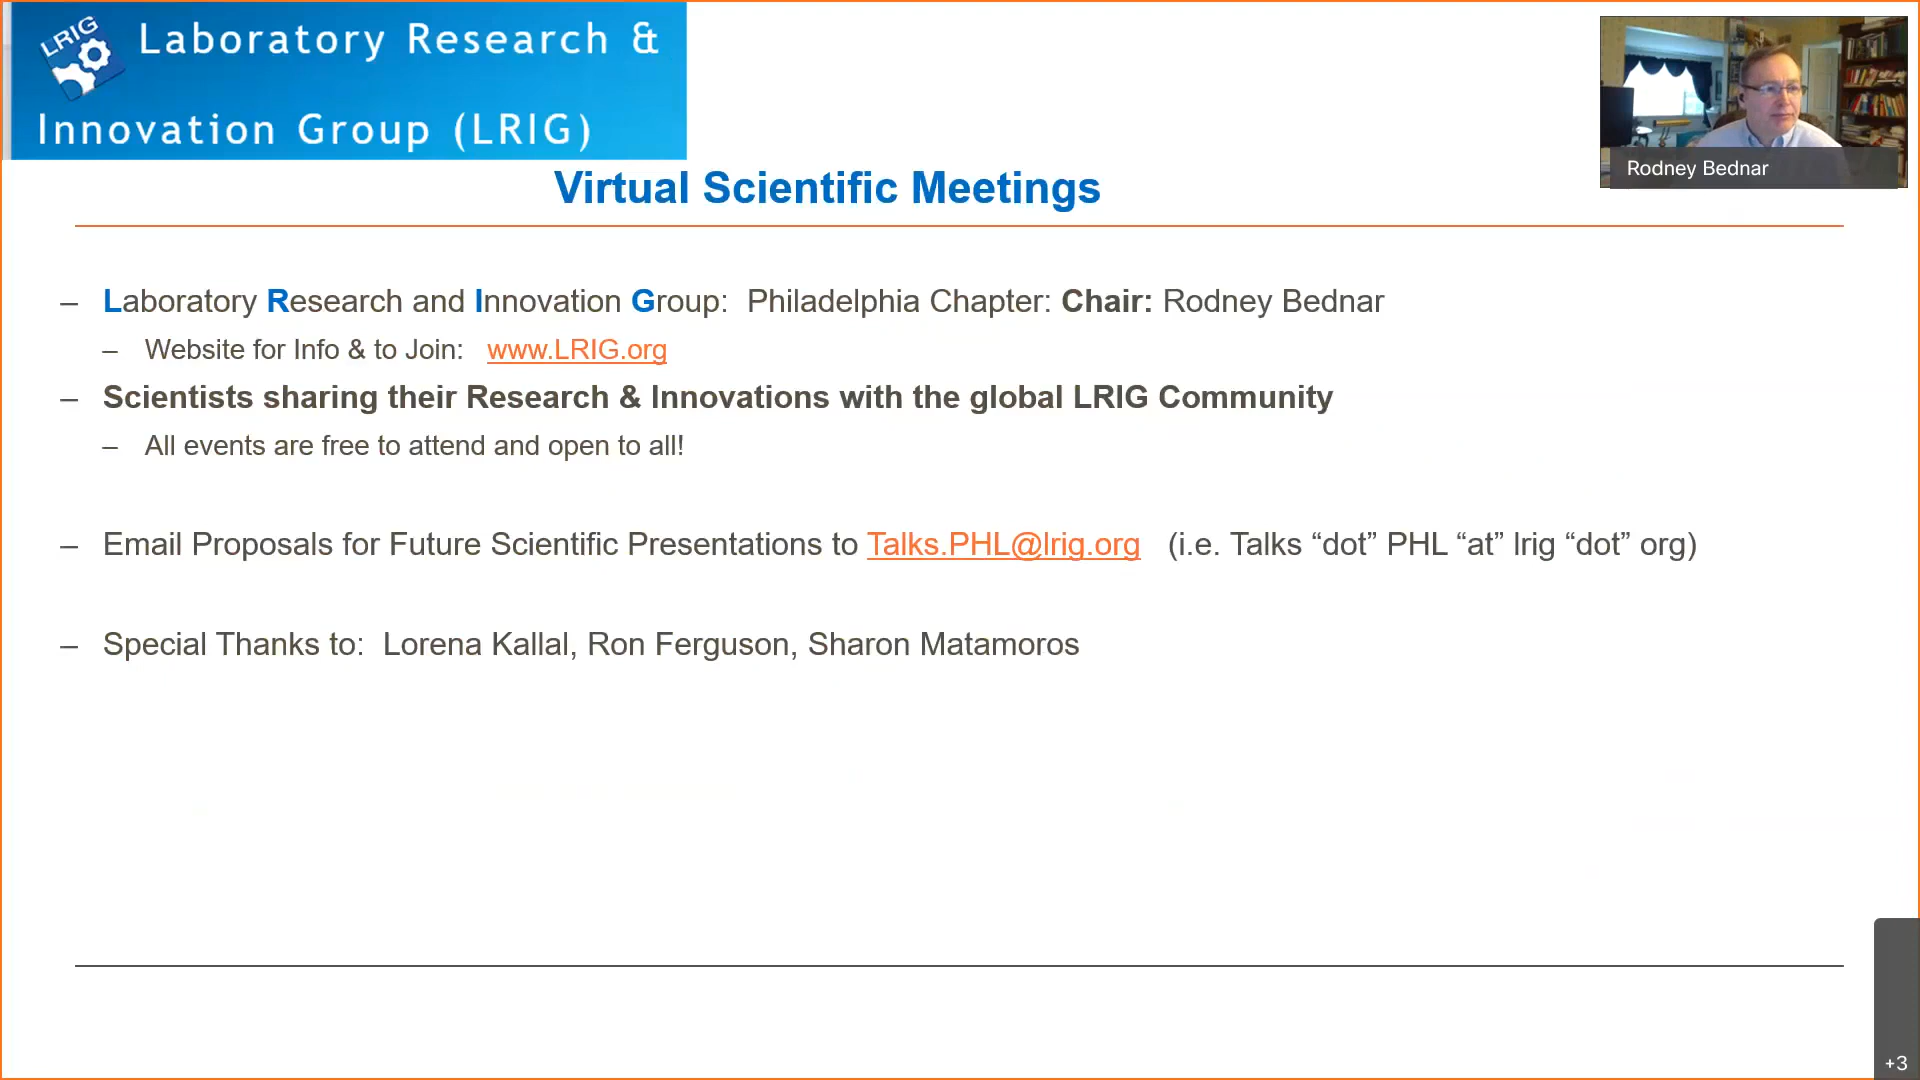 LRIG
Laboratory Research &
Innovation Group (LRIG)
Rodney Bednar
Virtual Scientific Meetings
– Laboratory Research and Innovation Group: Philadelphia Chapter: Chair: Rodney Bednar
– Website for Info & to Join: www.LRIG.org
– Scientists sharing their Research & Innovations with the global LRIG Community
– All events are free to attend and open to all!
– Email Proposals for Future Scientific Presentations to Talks.PHL@lrig.org (i.e. Talks “dot” PHL “at” lrig “dot” org)
– Special Thanks to: Lorena Kallal, Ron Ferguson, Sharon Matamoros
+3